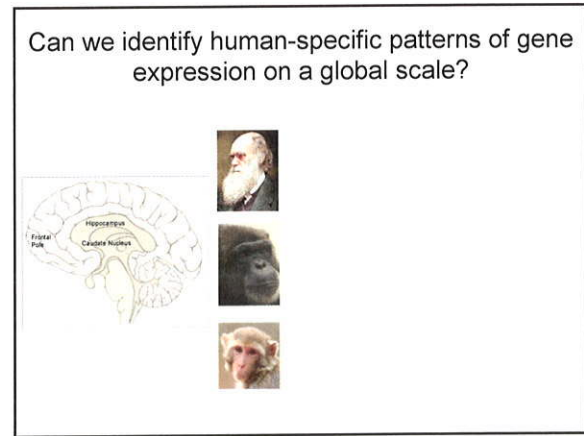 Can we identify human-specific patterns of gene
expression on a global scale?
Hippocampus
Frontal
Pole
Caudate Nucleus